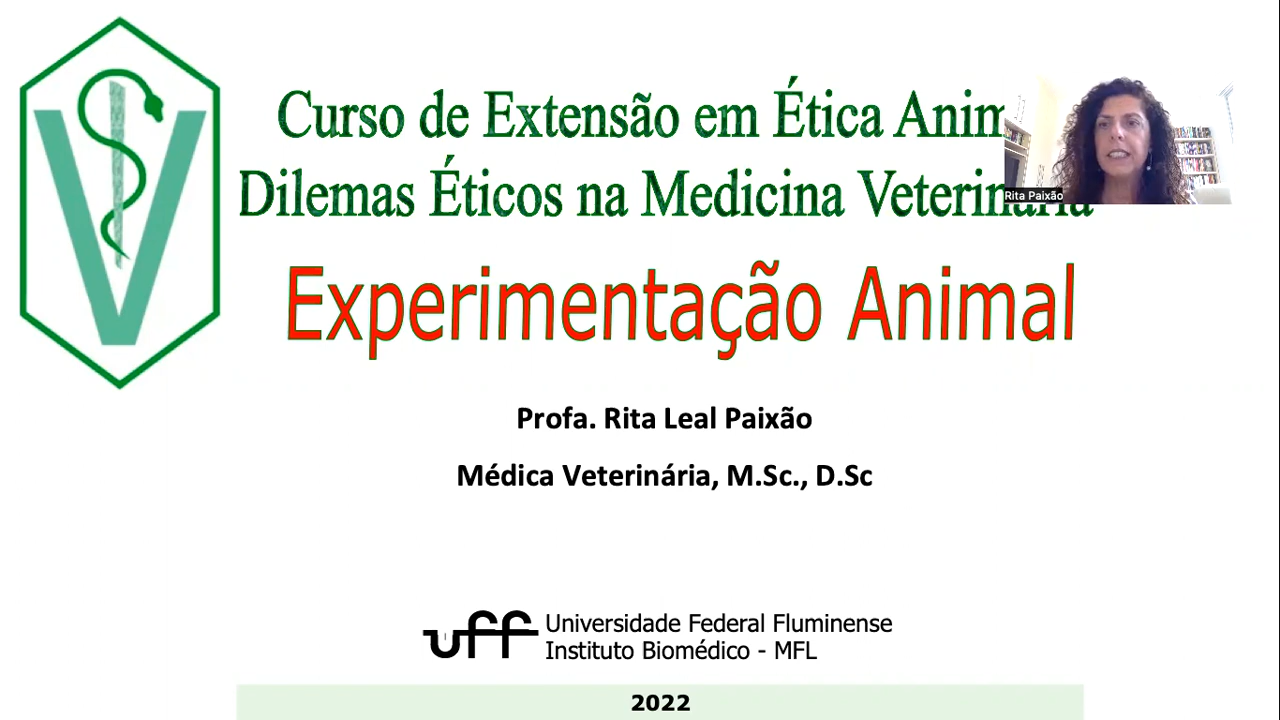 Curso de Extensão em Ética Anim
Dilemas Éticos na Medicina Veterinária
Rita Paixão
Experimentação Animal
Profa. Rita Leal Paixão
Médica Veterinária, M.Sc., D.Sc
uff Universidade Federal Fluminense
Instituto Biomédico - MFL
2022
V